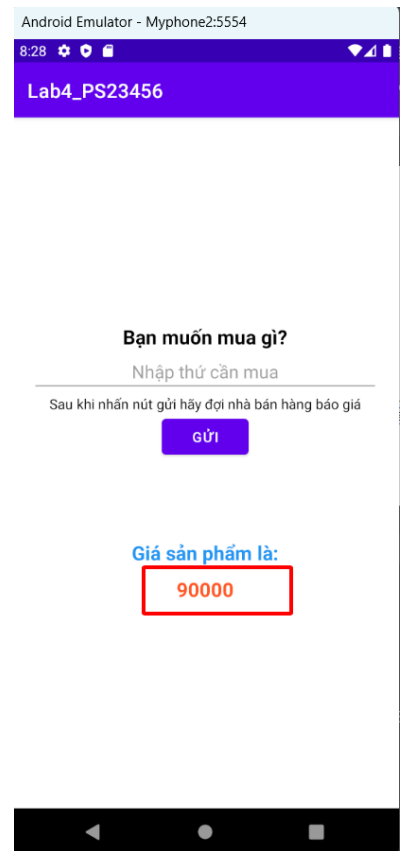 Android Emulator - Myphone2:5554
8:28
Lab4_PS23456
Bạn muốn mua gì?
Nhập thứ cần mua
Sau khi nhấn nút gửi hãy đợi nhà bán hàng báo giá
GỬI
Giá sản phẩm là:
90000